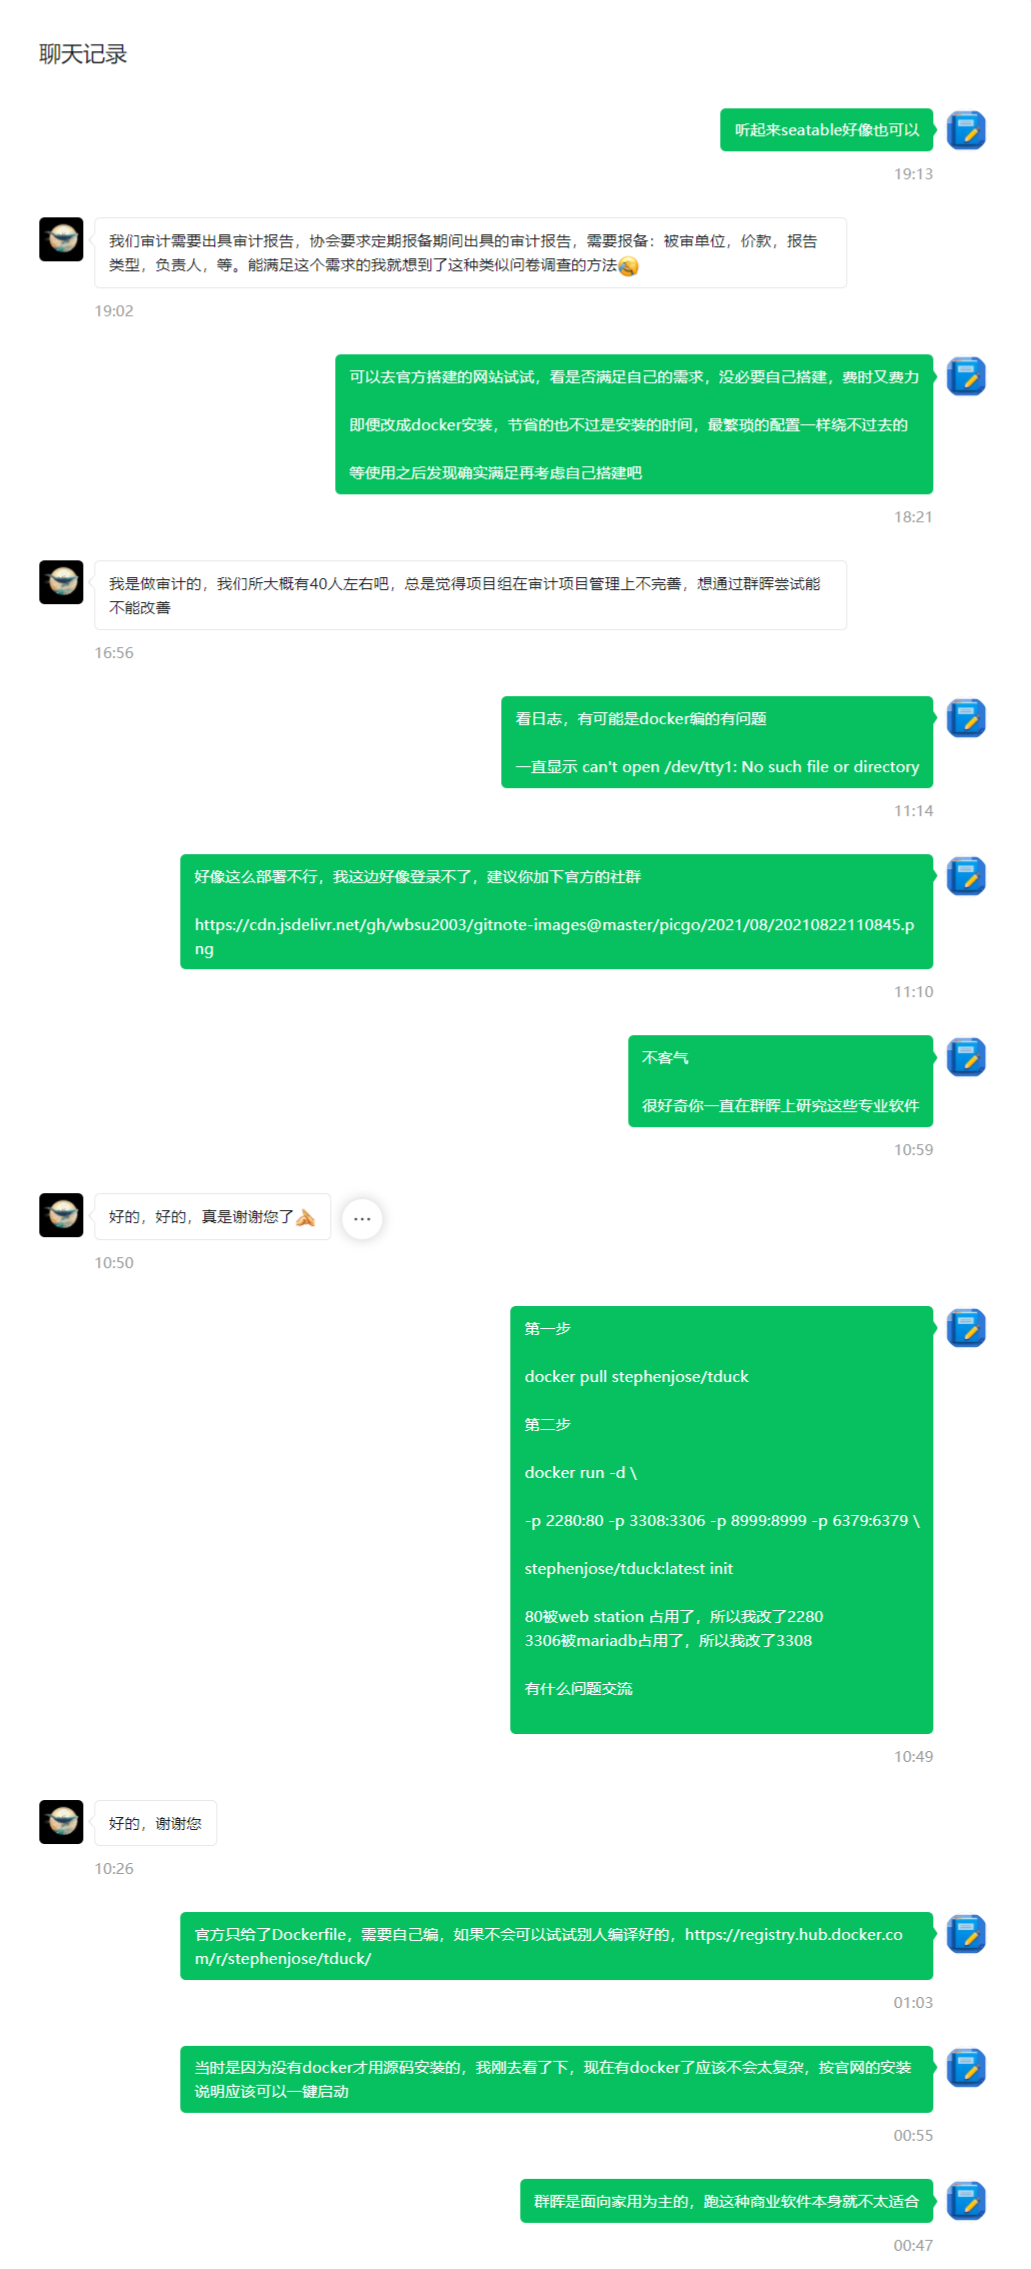 聊天记录
听起来seatable好像也可以
19:13
我们审计需要出具审计报告，协会要求定期报备期间出具的审计报告，需要报备：被审单位，价款，报告
类型，负责人，等。能满足这个需求的我就想到了这种类似问卷调查的方法
19:02
可以去官方搭建的网站试试，看是否满足自己的需求，没必要自己搭建，费时又费力
即便改成docker安装，节省的也不过是安装的时间，最繁琐的配置一样绕不过去的
等使用之后发现确实满足再考虑自己搭建吧
18:21
我是做审计的，我们所大概有40人左右吧，总是觉得项目组在审计项目管理上不完善，想通过群晖尝试能
不能改善
16:56
看日志，有可能是docker编的有问题
一直显示 can't open /dev/tty1: No such file or directory
11:14
好像这么部署不行，我这边好像登录不了，建议你加下官方的社群
https://cdn.jsdelivr.net/gh/wbsu2003/gitnote-images@master/picgo/2021/08/20210822110845.p
ng
11:10
不客气
很好奇你一直在群晖上研究这些专业软件
10:59
好的，好的，真是谢谢您了
10:50
第一步
docker pull stephenjose/tduck
第二步
docker run -d \
-p 2280:80 -p 3308:3306 -p 8999:8999 -p 6379:6379 \
stephenjose/tduck:latest init
80被web station 占用了，所以我改了2280
3306被mariadb占用了，所以我改了3308
有什么问题交流
10:49
好的，谢谢您
10:26
官方只给了Dockerfile，需要自己编，如果不会可以试试别人编译好的，https://registry.hub.docker.co
m/r/stephenjose/tduck/
01:03
当时是因为没有docker才用源码安装的，我刚去看了下，现在有docker了应该不会太复杂，按官网的安装
说明应该可以一键启动
00:55
群晖是面向家用为主的，跑这种商业软件本身就不太适合
00:47